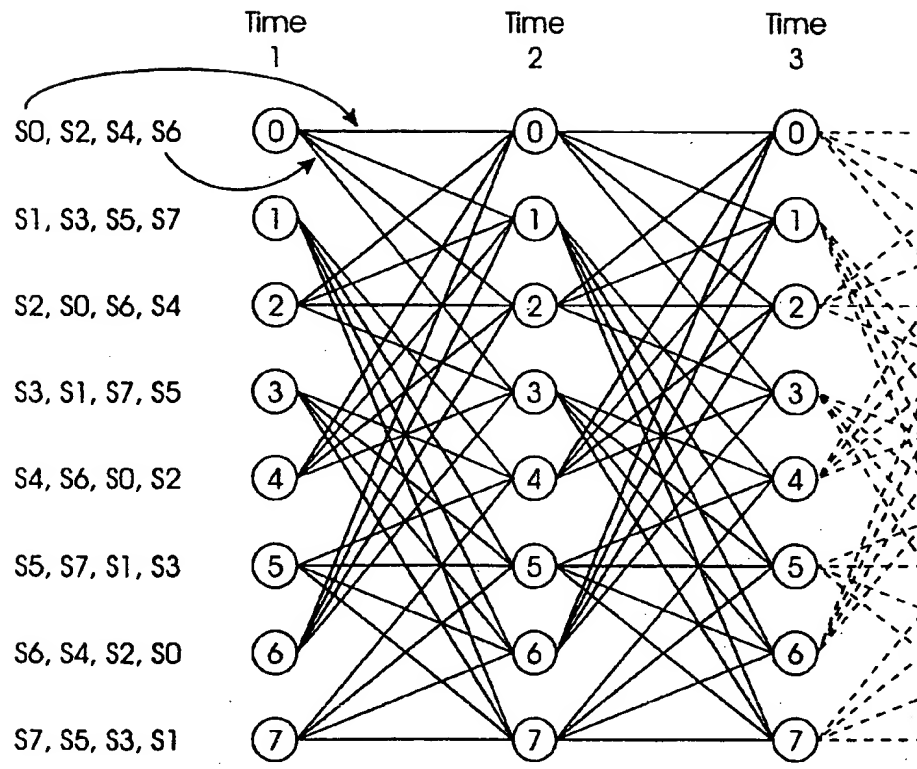 Time Time Time
1 2 3
S0, S2, S4, S6 0 0 0
S1, S3, S5, S7 1 1 1
S2, S0, S6, S4 2 2 2
S3, S1, S7, S5 3 3 3
S4, S6, S0, S2 4 4 4
S5, S7, S1, S3 5 5 5
S6, S4, S2, S0 6 6 6
S7, S5, S3, S1 7 7 7